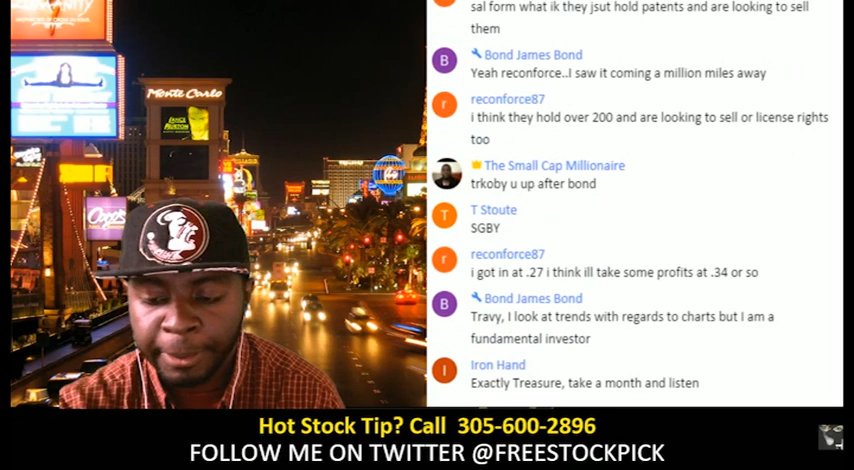 HUMANITY
Monte Carlo
sal form what ik they jsut hold patents and are looking to sell
them
B
Bond James Bond
Yeah reconforce..I saw it coming a million miles away
r
reconforce87
i think they hold over 200 and are looking to sell or license rights
too
The Small Cap Millionaire
trkoby u up after bond
T
T Stoute
SGBY
r
reconforce87
i got in at .27 i think ill take some profits at .34 or so
B
Bond James Bond
Travy, I look at trends with regards to charts but I am a
fundamental investor
I
Iron Hand
Exactly Treasure, take a month and listen
Hot Stock Tip? Call 305-600-2896
FOLLOW ME ON TWITTER @FREESTOCKPICK